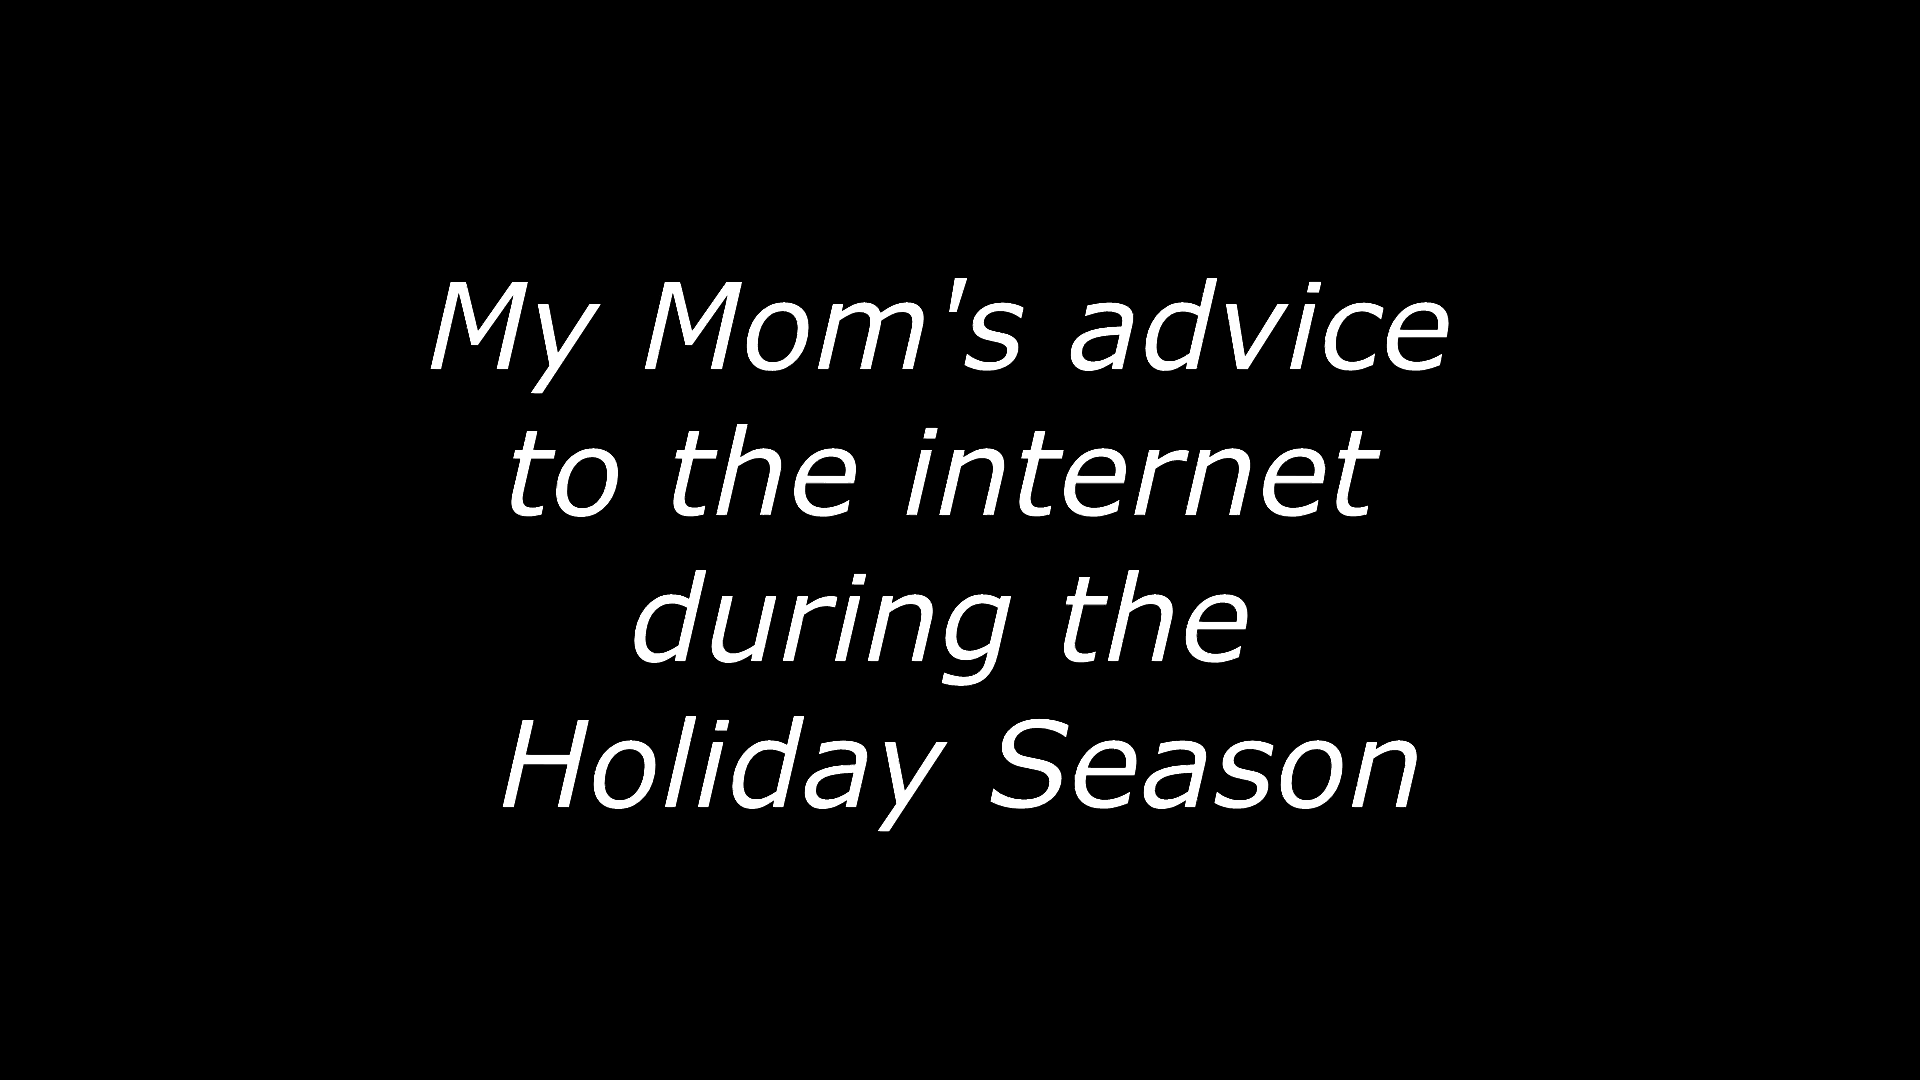 My Mom's advice
to the internet
during the
Holiday Season